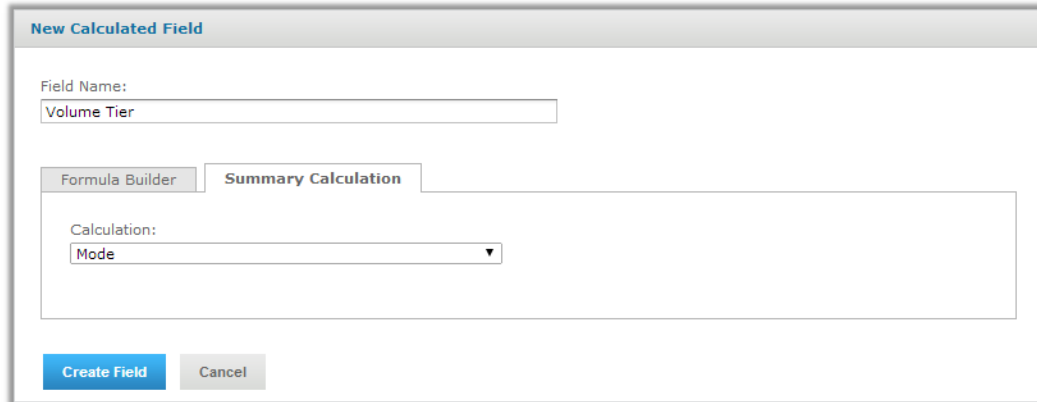 New Calculated Field
Field Name:
Volume Tier
Formula Builder
Summary Calculation
Calculation:
Mode
Create Field
Cancel